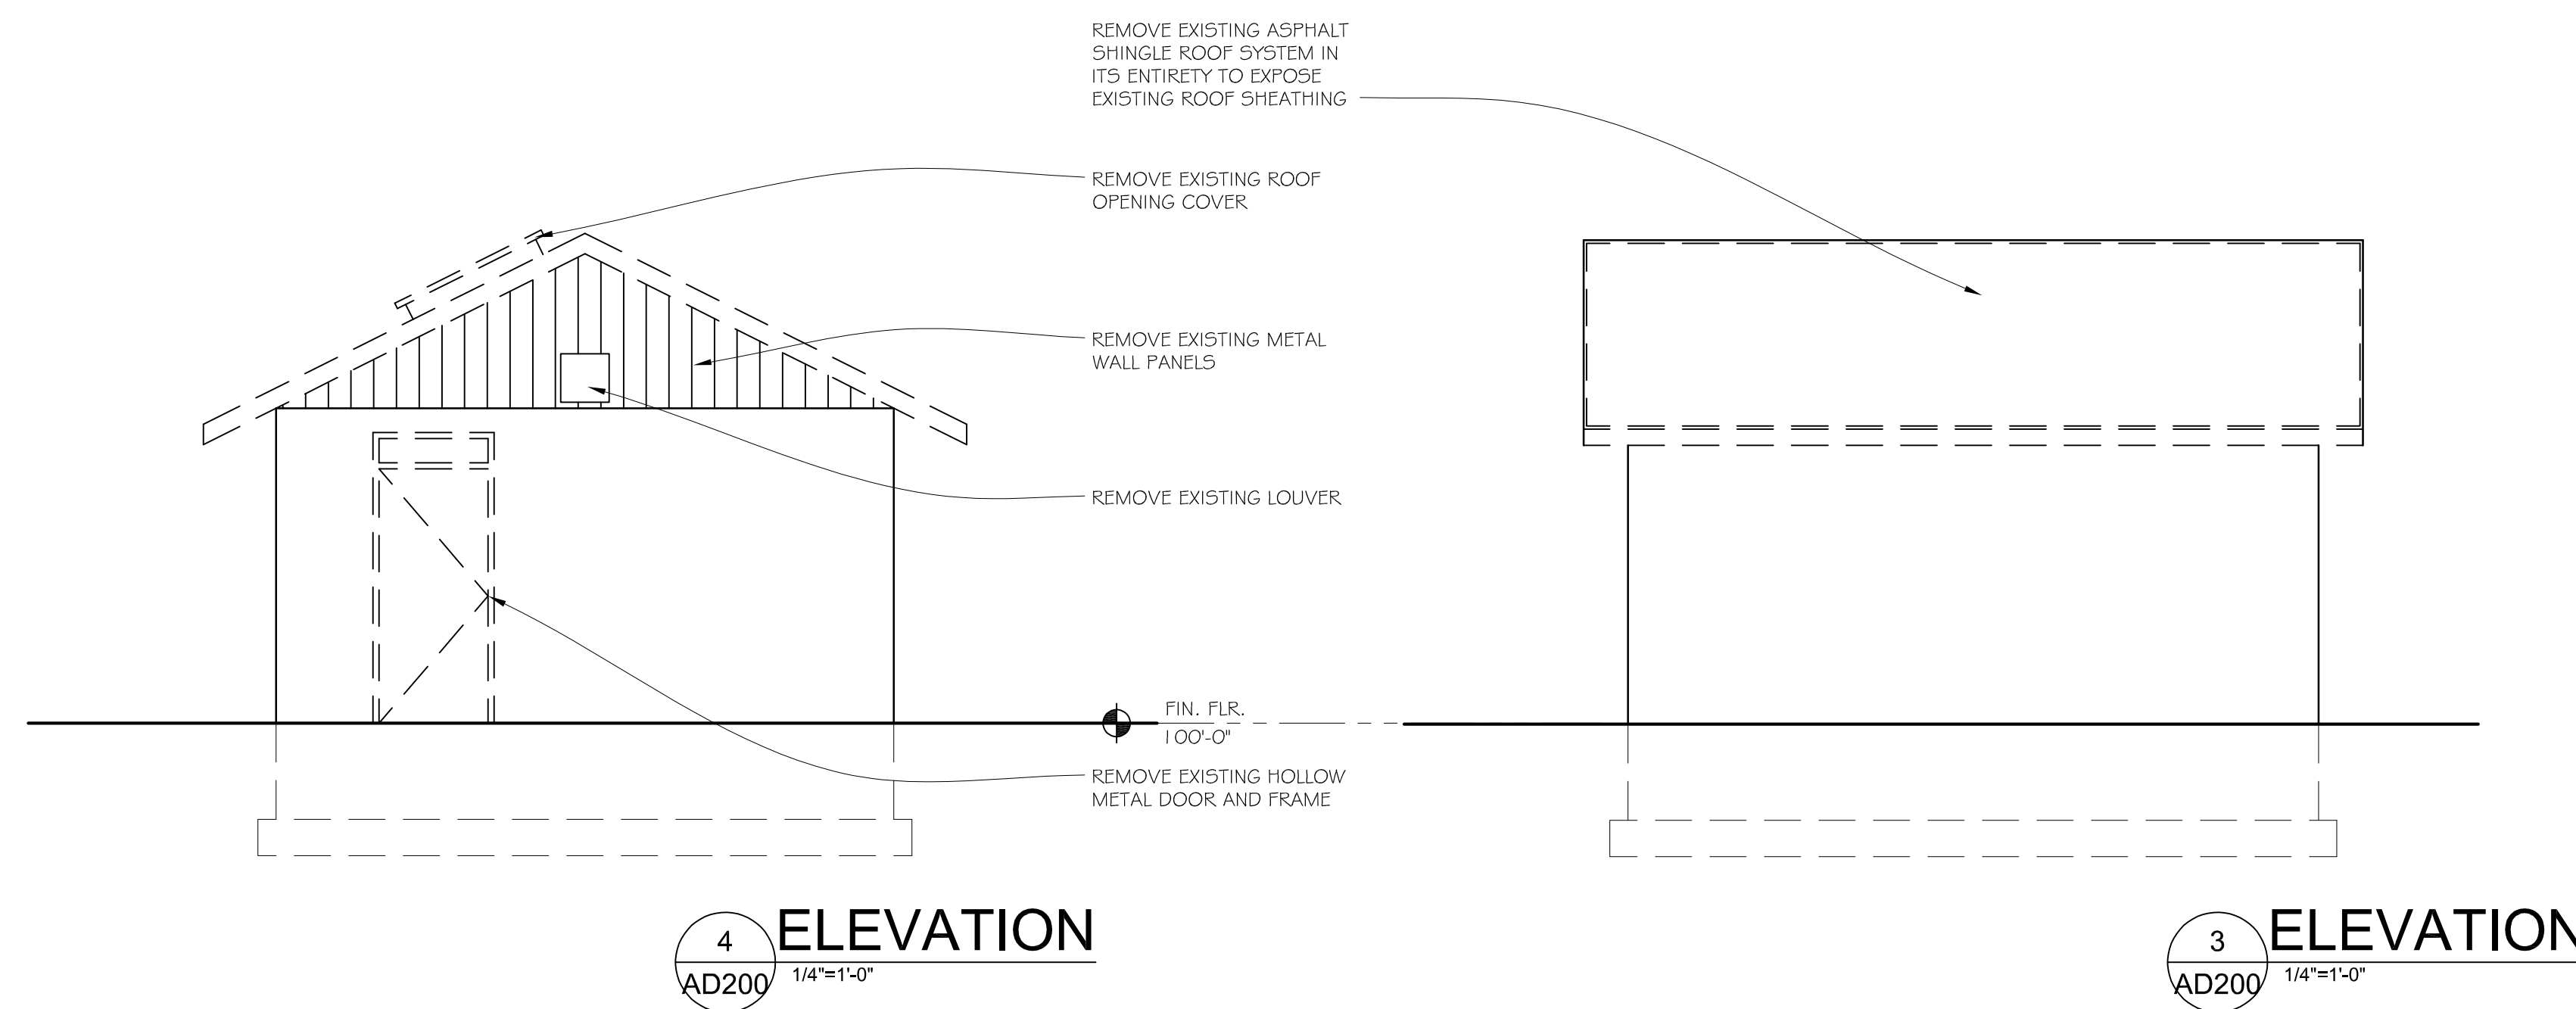 REMOVE EXISTING ASPHALT
SHINGLE ROOF SYSTEM IN
ITS ENTIRETY TO EXPOSE
EXISTING ROOF SHEATHING
REMOVE EXISTING ROOF
OPENING COVER
REMOVE EXISTING METAL
WALL PANELS
REMOVE EXISTING LOUVER
FIN. FLR.
100'-0"
REMOVE EXISTING HOLLOW
METAL DOOR AND FRAME
4
AD200
ELEVATION
1/4"=1'-0"
3
AD200
ELEVATION
1/4"=1'-0"